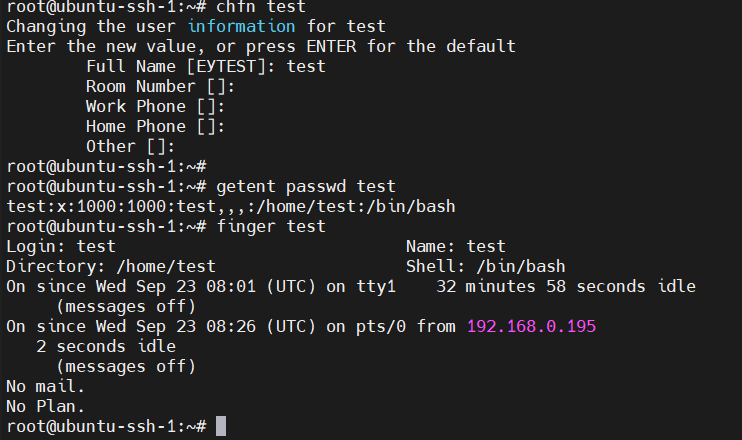 root@ubuntu-ssh-1:~# chfn test
Changing the user information for test
Enter the new value, or press ENTER for the default
        Full Name [ЕУTEST]: test
        Room Number []:
        Work Phone []:
        Home Phone []:
        Other []:
root@ubuntu-ssh-1:~#
root@ubuntu-ssh-1:~# getent passwd test
test:x:1000:1000:test,,,:/home/test:/bin/bash
root@ubuntu-ssh-1:~# finger test
Login: test                             Name: test
Directory: /home/test                   Shell: /bin/bash
On since Wed Sep 23 08:01 (UTC) on tty1    32 minutes 58 seconds idle
     (messages off)
On since Wed Sep 23 08:26 (UTC) on pts/0 from 192.168.0.195
   2 seconds idle
     (messages off)
No mail.
No Plan.
root@ubuntu-ssh-1:~#